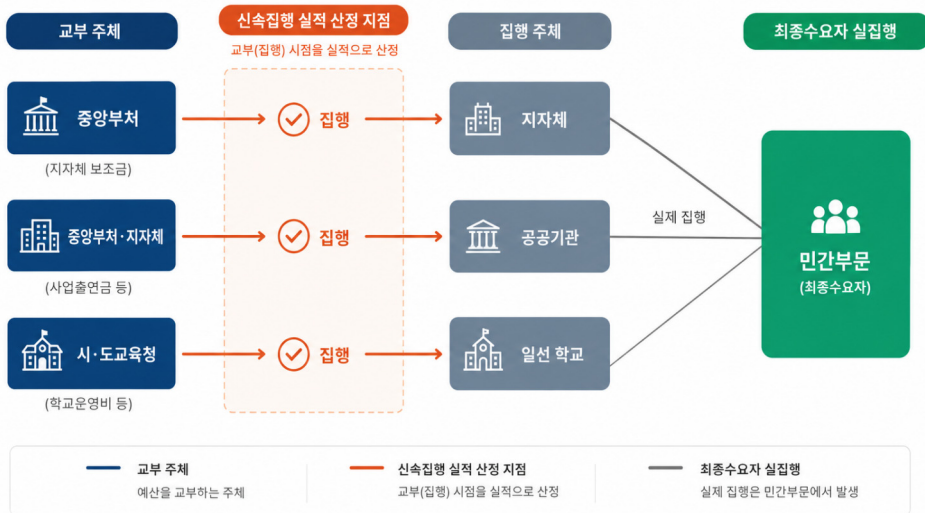 교부 주체
신속집행 실적 산정 지점
교부(집행) 시점을 실적으로 산정
집행 주체
최종수요자 실집행
중앙부처
(지자체 보조금)
집행
지자체
중앙부처·지자체
(사업출연금 등)
집행
공공기관
실제 집행
민간부문
(최종수요자)
시·도교육청
(학교운영비 등)
집행
일선 학교
교부 주체
예산을 교부하는 주체
신속집행 실적 산정 지점
교부(집행) 시점을 실적으로 산정
최종수요자 실집행
실제 집행은 민간부문에서 발생